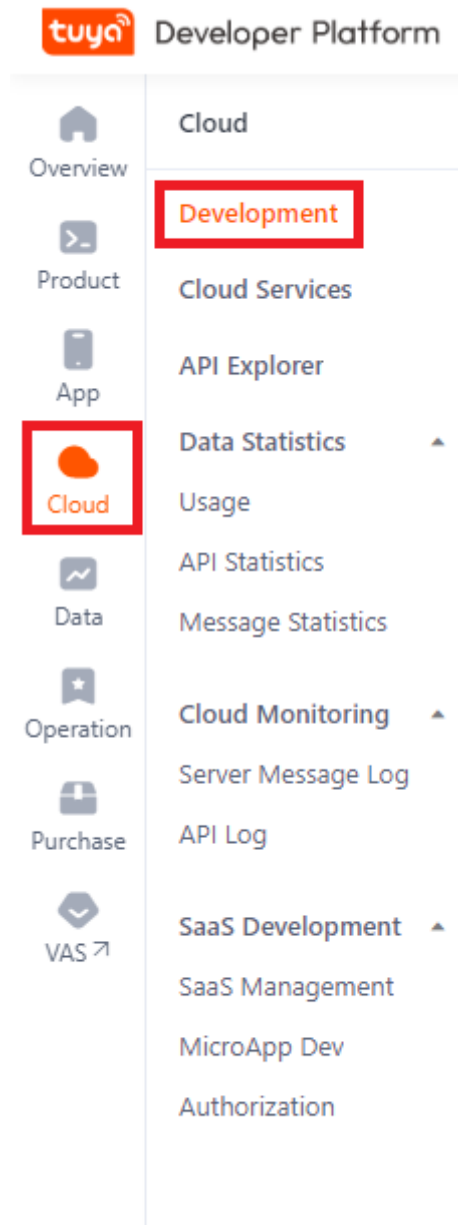 tuya Developer Platform
Overview
Product
App
Cloud
Data
Operation
Purchase
VAS
Cloud
Development
Cloud Services
API Explorer
Data Statistics
Usage
API Statistics
Message Statistics
Cloud Monitoring
Server Message Log
API Log
SaaS Development
SaaS Management
MicroApp Dev
Authorization